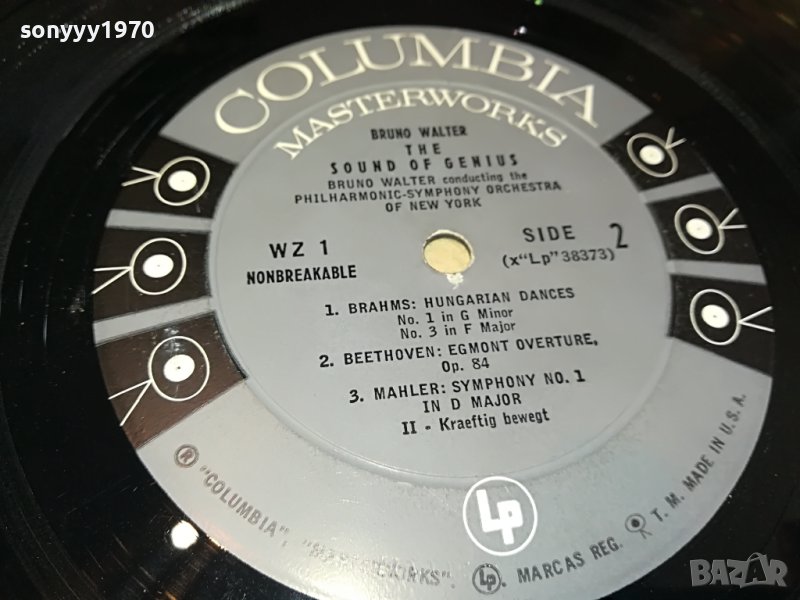 sonyyy1970
COLUMBIA
MASTERWORKS
BRUNO WALTER
THE
SOUND OF GENIUS
BRUNO WALTER conducting the
PHILHARMONIC-SYMPHONY ORCHESTRA
OF NEW YORK
WZ 1
NONBREAKABLE
SIDE 2
(x"Lp"38373)
1. BRAHMS: HUNGARIAN DANCES
No. 1 in G Minor
No. 3 in F Major
2. BEETHOVEN: EGMONT OVERTURE,
Op. 84
3. MAHLER: SYMPHONY NO. 1
IN D MAJOR
II - Kraeftig bewegt
Lp
® "COLUMBIA", "MASTERWORKS", Lp. MARCAS REG. T. M. MADE IN U. S. A.
BAZAR